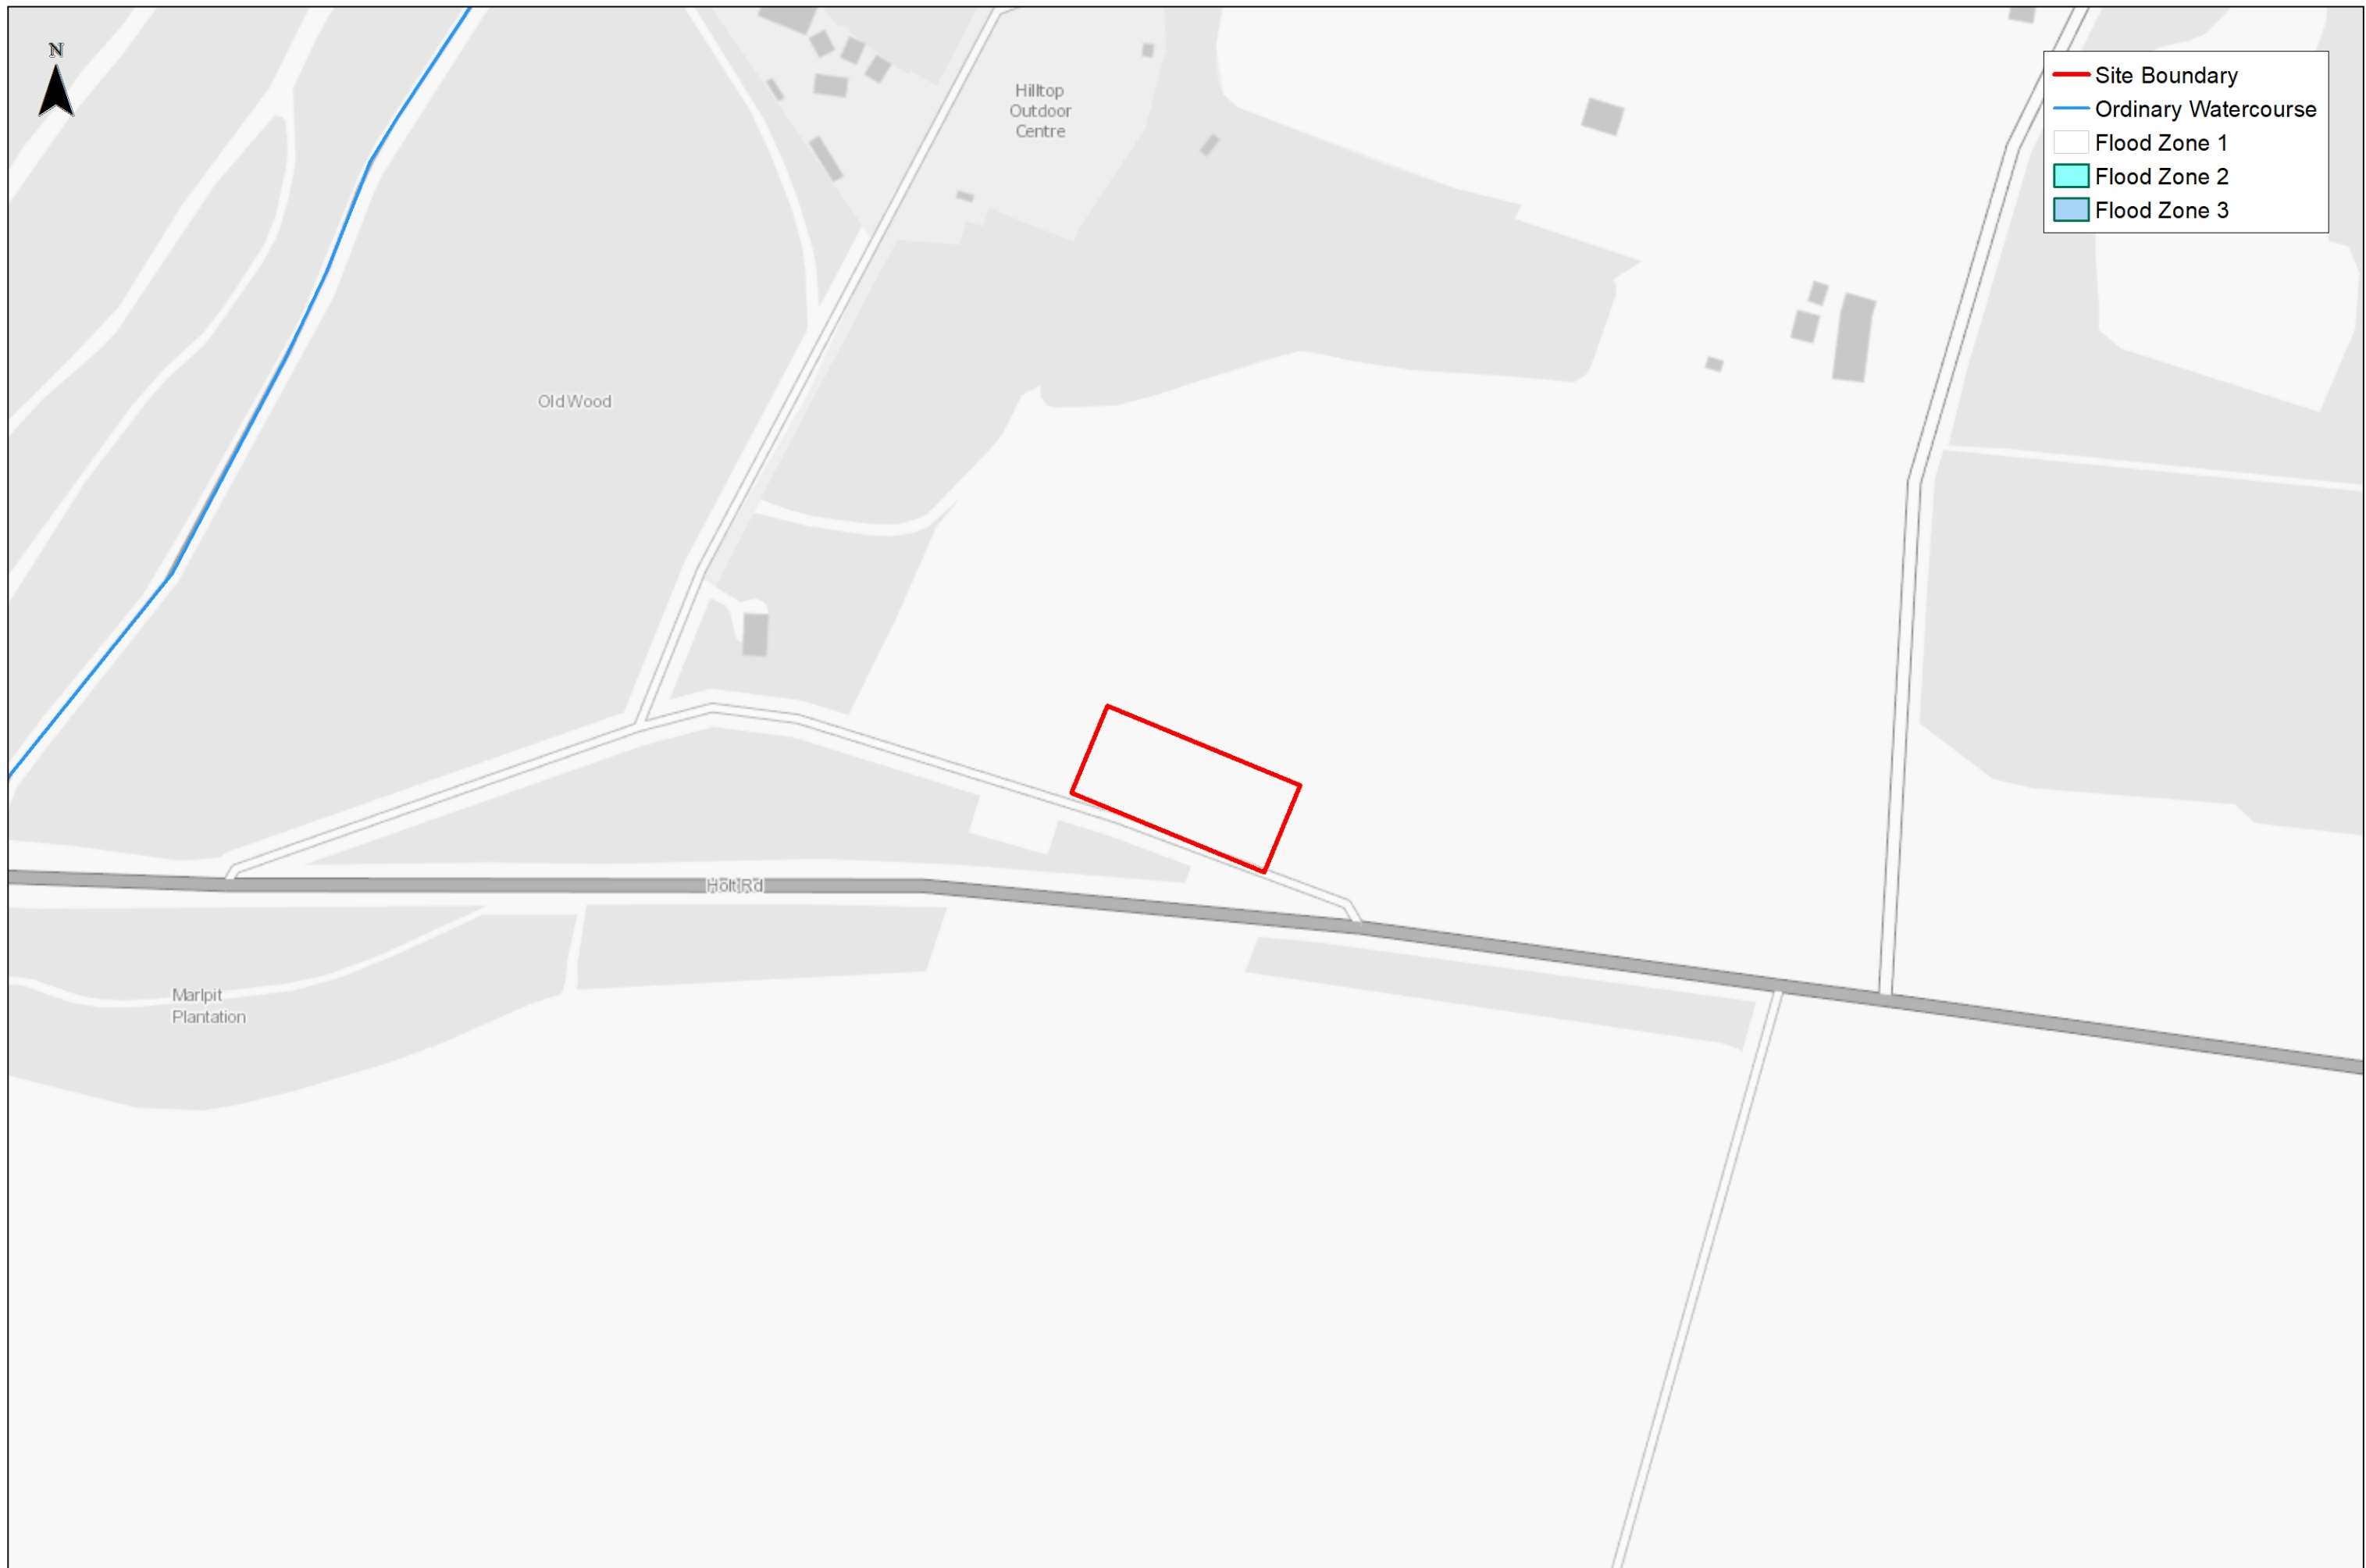 N
Site Boundary
Ordinary Watercourse
Flood Zone 1
Flood Zone 2
Flood Zone 3
Hilltop
Outdoor
Centre
Old Wood
Holt Rd
Marlpit
Plantation